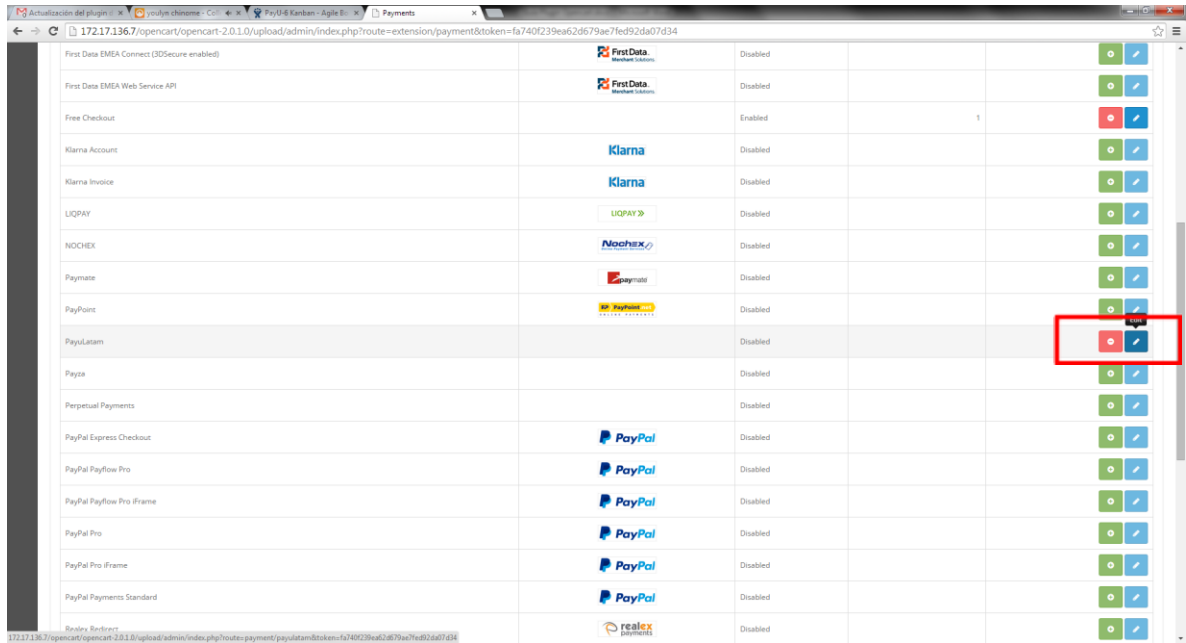 Actualización del plugin d
youlyn chinome - Col
PayU-6 Kanban - Agile Bo
Payments
172.17.136.7/opencart/opencart-2.0.1.0/upload/admin/index.php?route=extension/payment&token=fa740f239ea62d679ae7fed92da07d34
First Data EMEA Connect (3DSecure enabled) First Data. Merchant Solutions Disabled
First Data EMEA Web Service API First Data. Merchant Solutions Disabled
Free Checkout Enabled 1
Klarna Account Klarna Disabled
Klarna Invoice Klarna Disabled
LIQPAY LIQPAY Disabled
NOCHEX Nochex Disabled
Paymate paymate Disabled
PayPoint PayPoint Disabled
Edit
PayuLatam Disabled
Payza Disabled
Perpetual Payments Disabled
PayPal Express Checkout PayPal Disabled
PayPal Payflow Pro PayPal Disabled
PayPal Payflow Pro iFrame PayPal Disabled
PayPal Pro PayPal Disabled
PayPal Pro iFrame PayPal Disabled
PayPal Payments Standard PayPal Disabled
Realex Redirect realex payments Disabled
172.17.136.7/opencart/opencart-2.0.1.0/upload/admin/index.php?route=payment/payulatam&token=fa740f239ea62d679ae7fed92da07d34